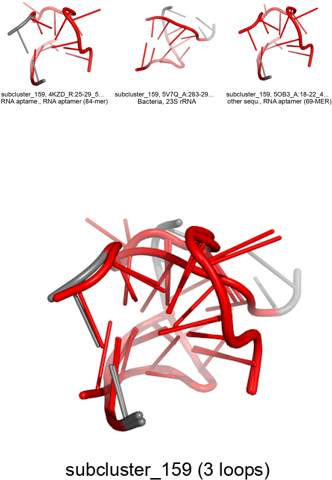 subcluster_159, 4KZD_R:25-29_5...
RNA aptame., RNA aptamer (84-mer)
subcluster_159, 5V7Q_A:283-29...
Bacteria, 23S rRNA
subcluster_159, 5OB3_A:18-22_4...
other sequ., RNA aptamer (69-MER)
subcluster_159 (3 loops)